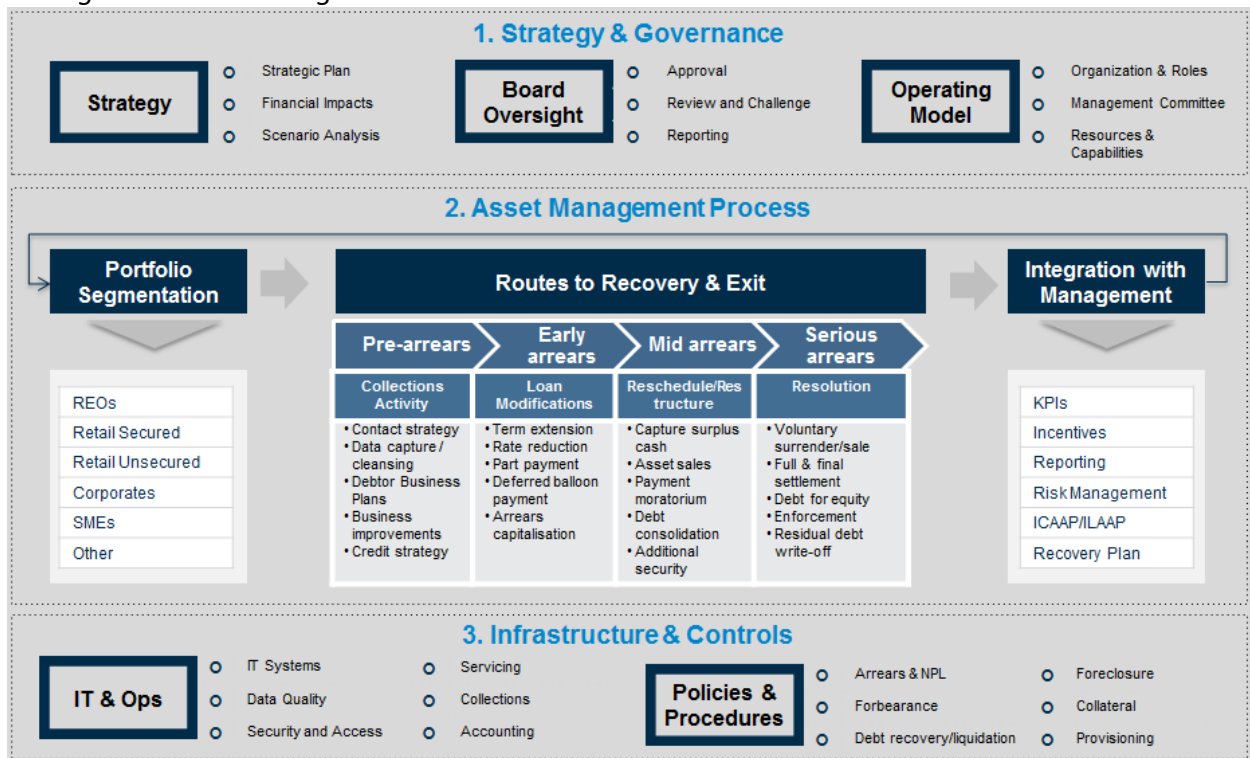 1. Strategy & Governance
Strategy
Strategic Plan
Financial Impacts
Scenario Analysis
Board
Oversight
Approval
Review and Challenge
Reporting
Operating
Model
Organization & Roles
Management Committee
Resources &
Capabilities
2. Asset Management Process
Portfolio
Segmentation
REOs
Retail Secured
Retail Unsecured
Corporates
SMEs
Other
Routes to Recovery & Exit
Pre-arrears
Early
arrears
Mid arrears
Serious
arrears
Collections
Activity
• Contact strategy
• Data capture /
cleansing
• Debtor Business
Plans
• Business
improvements
• Credit strategy
Loan
Modifications
• Term extension
• Rate reduction
• Part payment
• Deferred balloon
payment
• Arrears
capitalisation
Reschedule/Res
tructure
• Capture surplus
cash
• Asset sales
• Payment
moratorium
• Debt
consolidation
• Additional
security
Resolution
• Voluntary
surrender/sale
• Full & final
settlement
• Debt for equity
• Enforcement
• Residual debt
write-off
Integration with
Management
KPIs
Incentives
Reporting
Risk Management
ICAAP/ILAAP
Recovery Plan
3. Infrastructure & Controls
IT & Ops
IT Systems
Data Quality
Security and Access
Servicing
Collections
Accounting
Policies &
Procedures
Arrears & NPL
Forbearance
Debt recovery/liquidation
Foreclosure
Collateral
Provisioning